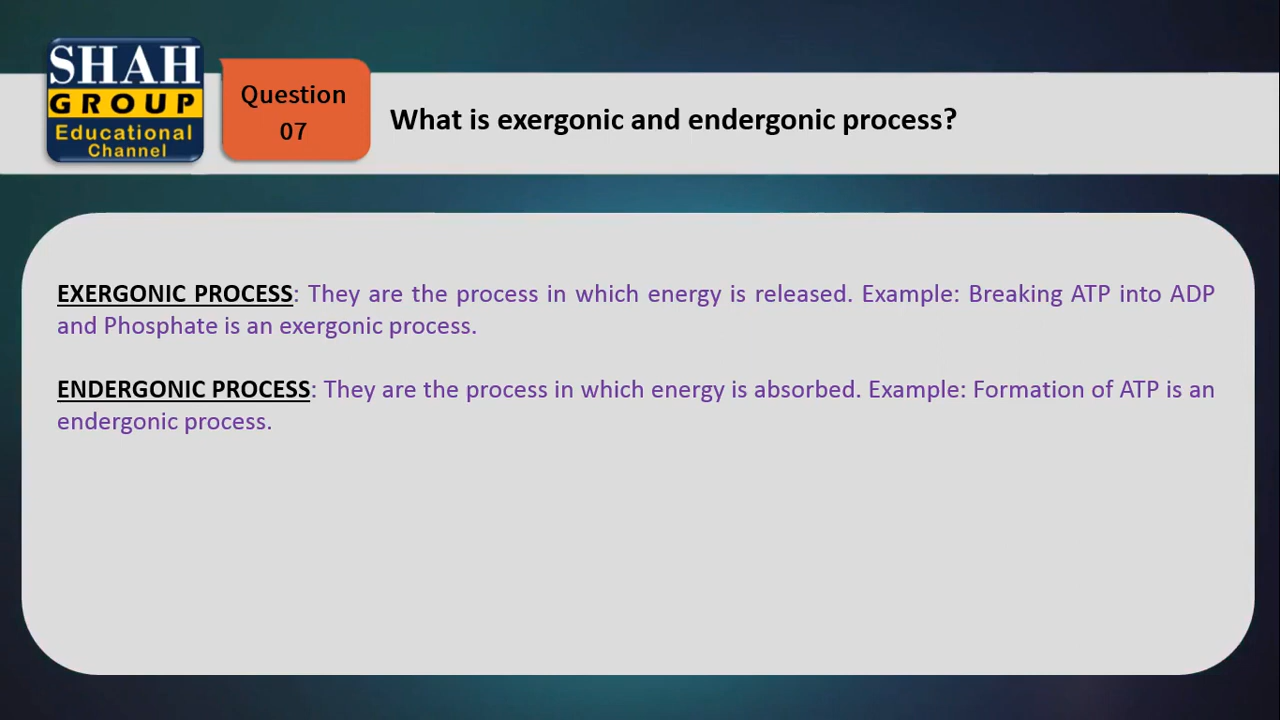 SHAH
GROUP
Educational
Channel
Question
07
What is exergonic and endergonic process?
EXERGONIC PROCESS: They are the process in which energy is released. Example: Breaking ATP into ADP
and Phosphate is an exergonic process.
ENDERGONIC PROCESS: They are the process in which energy is absorbed. Example: Formation of ATP is an
endergonic process.